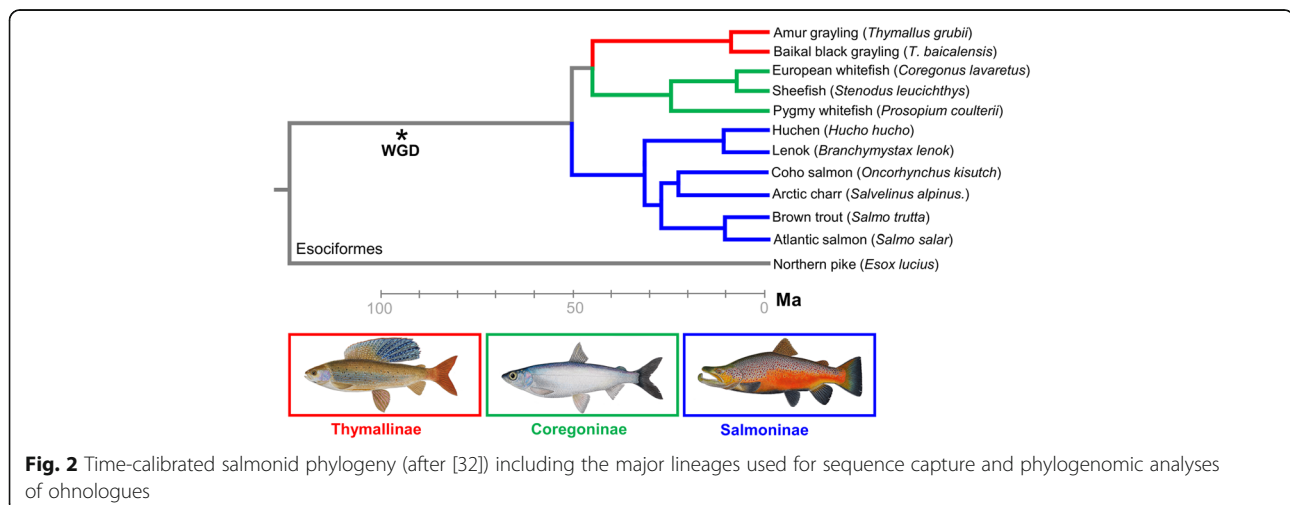 Amur grayling (Thymallus grubii)
Baikal black grayling (T. baicalensis)
European whitefish (Coregonus lavaretus)
Sheefish (Stenodus leucichthys)
Pygmy whitefish (Prosopium coulterii)
Huchen (Hucho hucho)
Lenok (Branchymystax lenok)
Coho salmon (Oncorhynchus kisutch)
Arctic charr (Salvelinus alpinus.)
Brown trout (Salmo trutta)
Atlantic salmon (Salmo salar)
Northern pike (Esox lucius)
*
WGD
Esociformes
100 50 0 Ma
Thymallinae Coregoninae Salmoninae
Fig. 2 Time-calibrated salmonid phylogeny (after [32]) including the major lineages used for sequence capture and phylogenomic analyses
of ohnologues